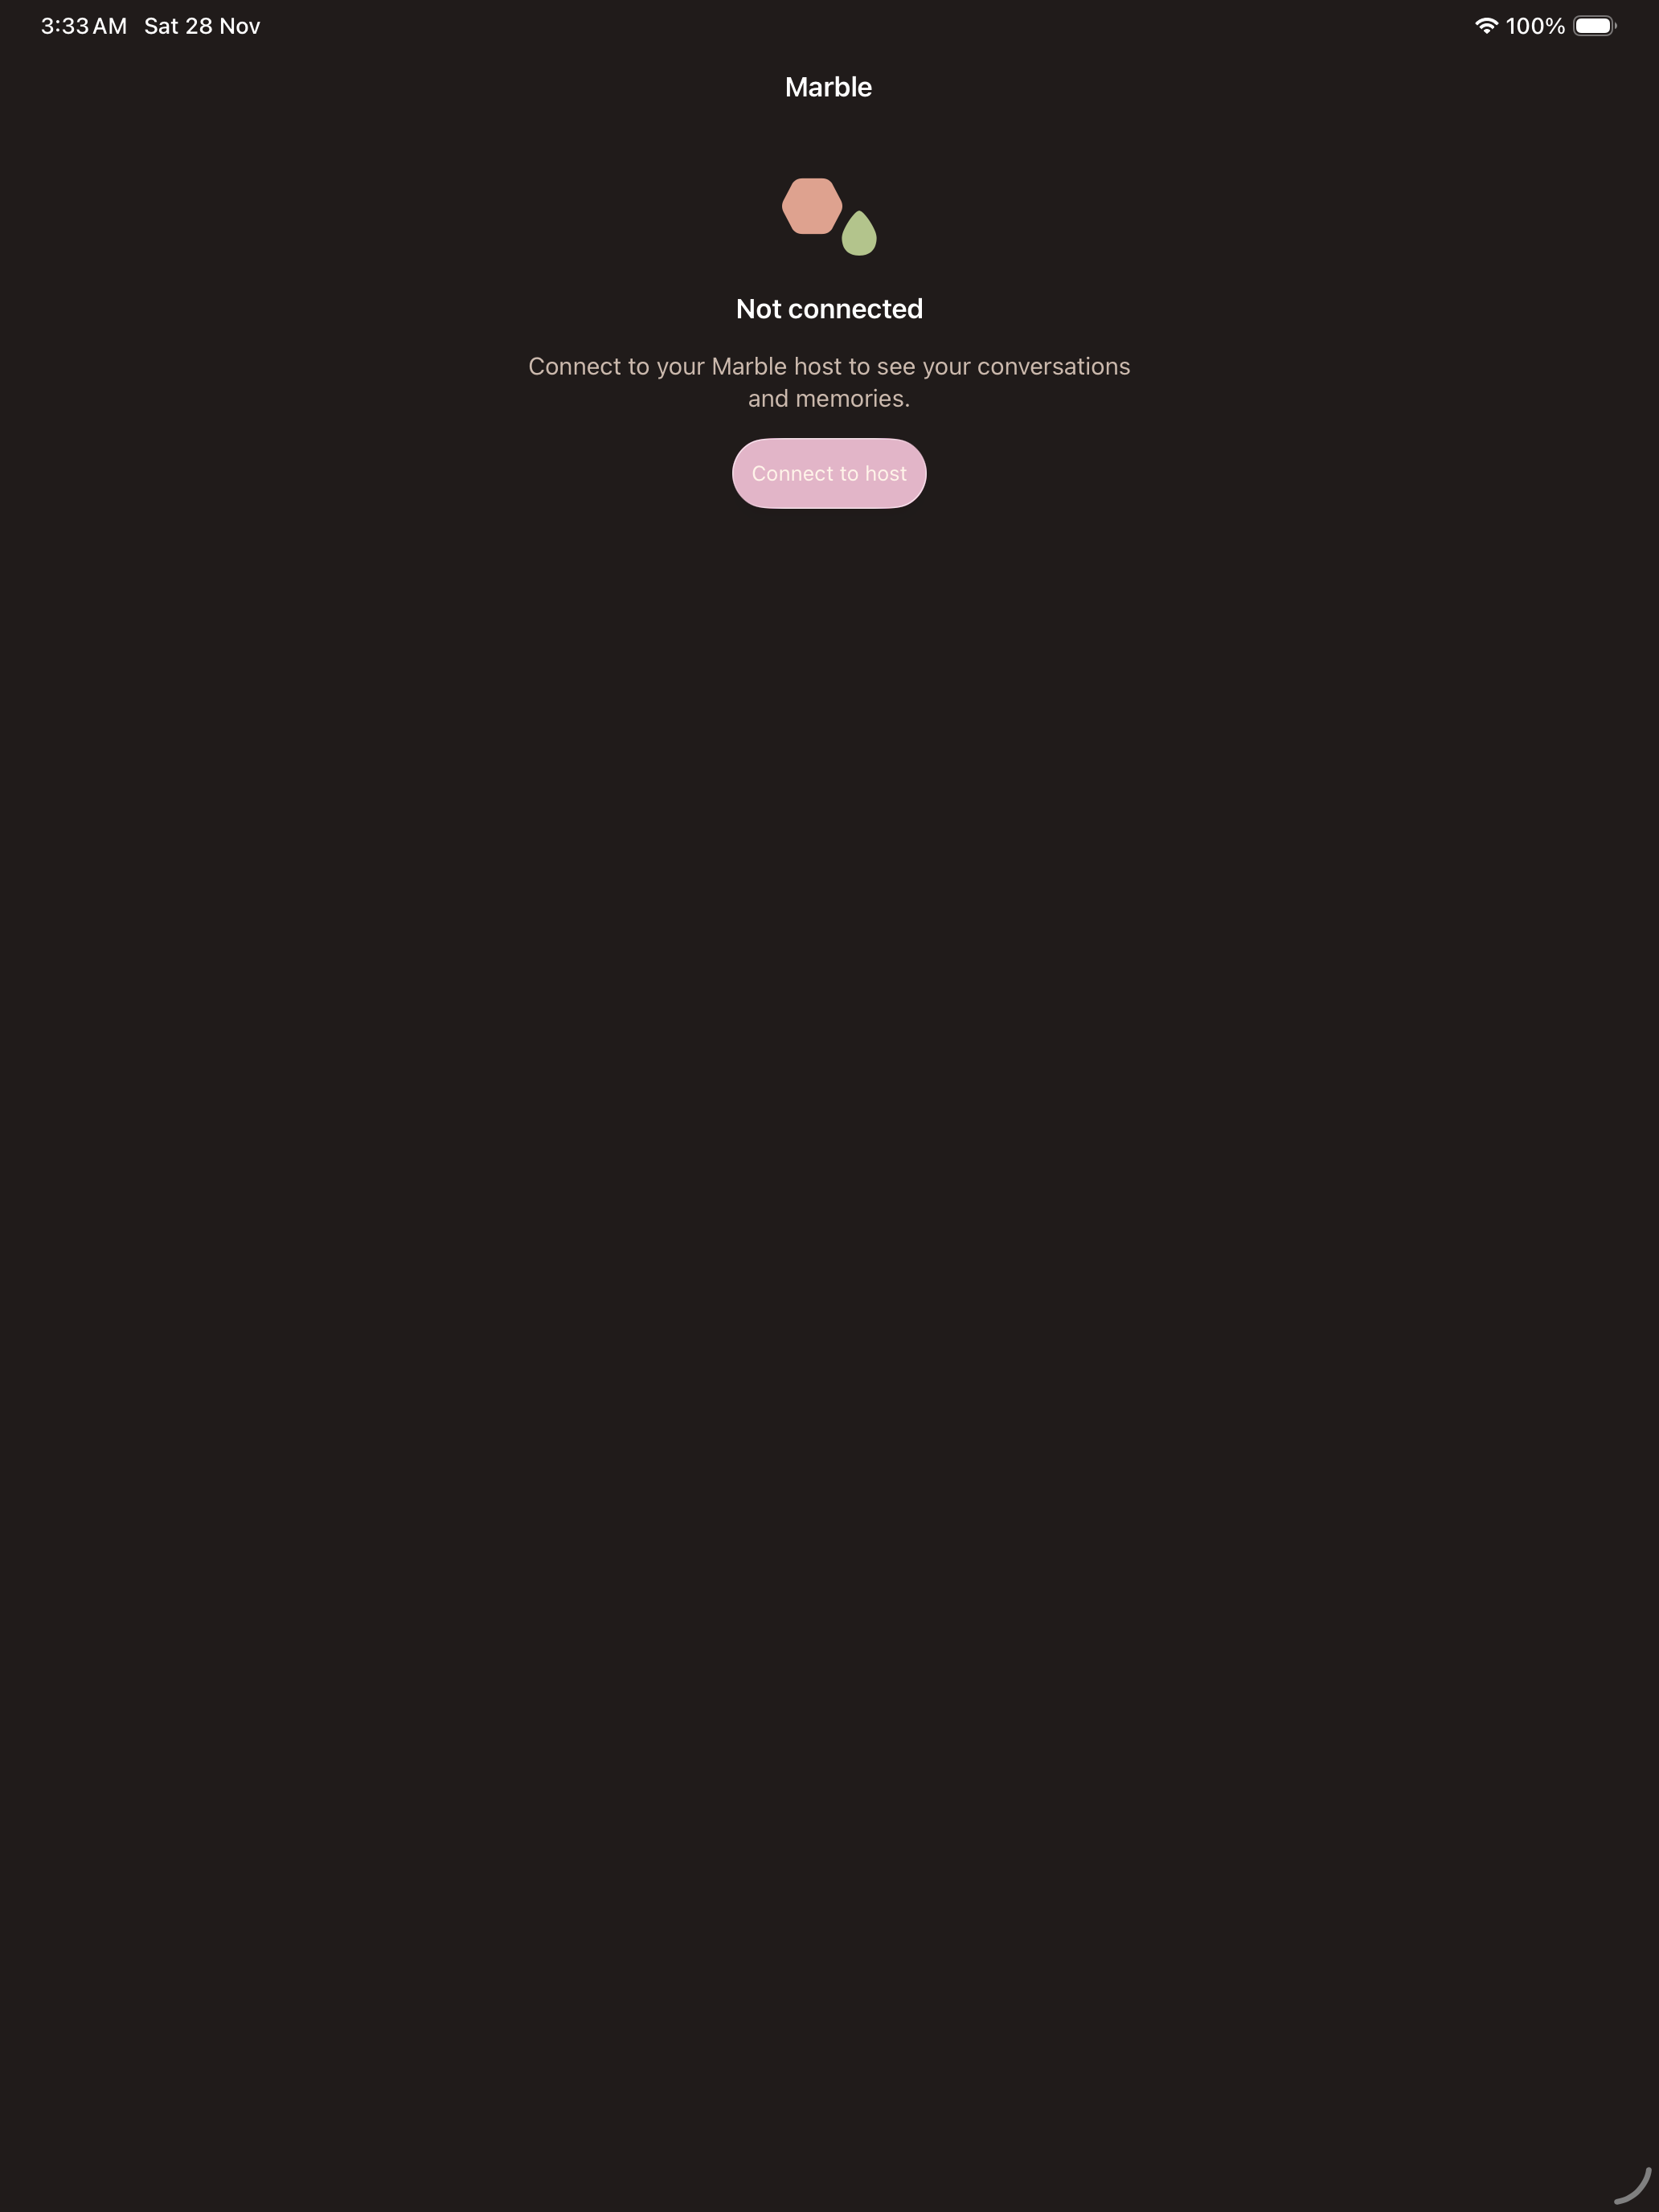 3:33 AM Sat 28 Nov
100%
Marble
Not connected
Connect to your Marble host to see your conversations
and memories.
Connect to host